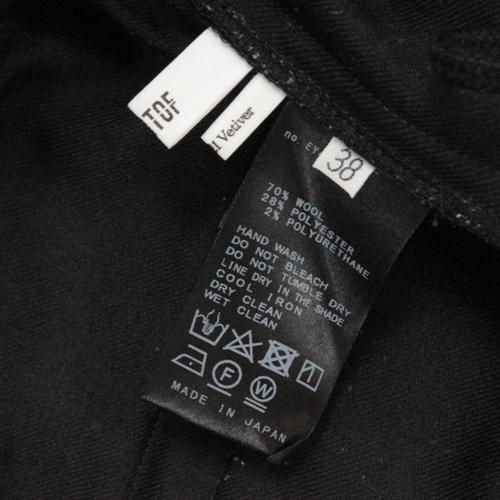 l Vetiver
no. EY
38
70% WOOL
28% POLYESTER
2% POLYURETHANE
HAND WASH
DO NOT BLEACH
DO NOT TUMBLE DRY
LINE DRY IN THE SHADE
COOL IRON
DRY CLEAN
WET CLEAN
F
W
MADE IN JAPAN